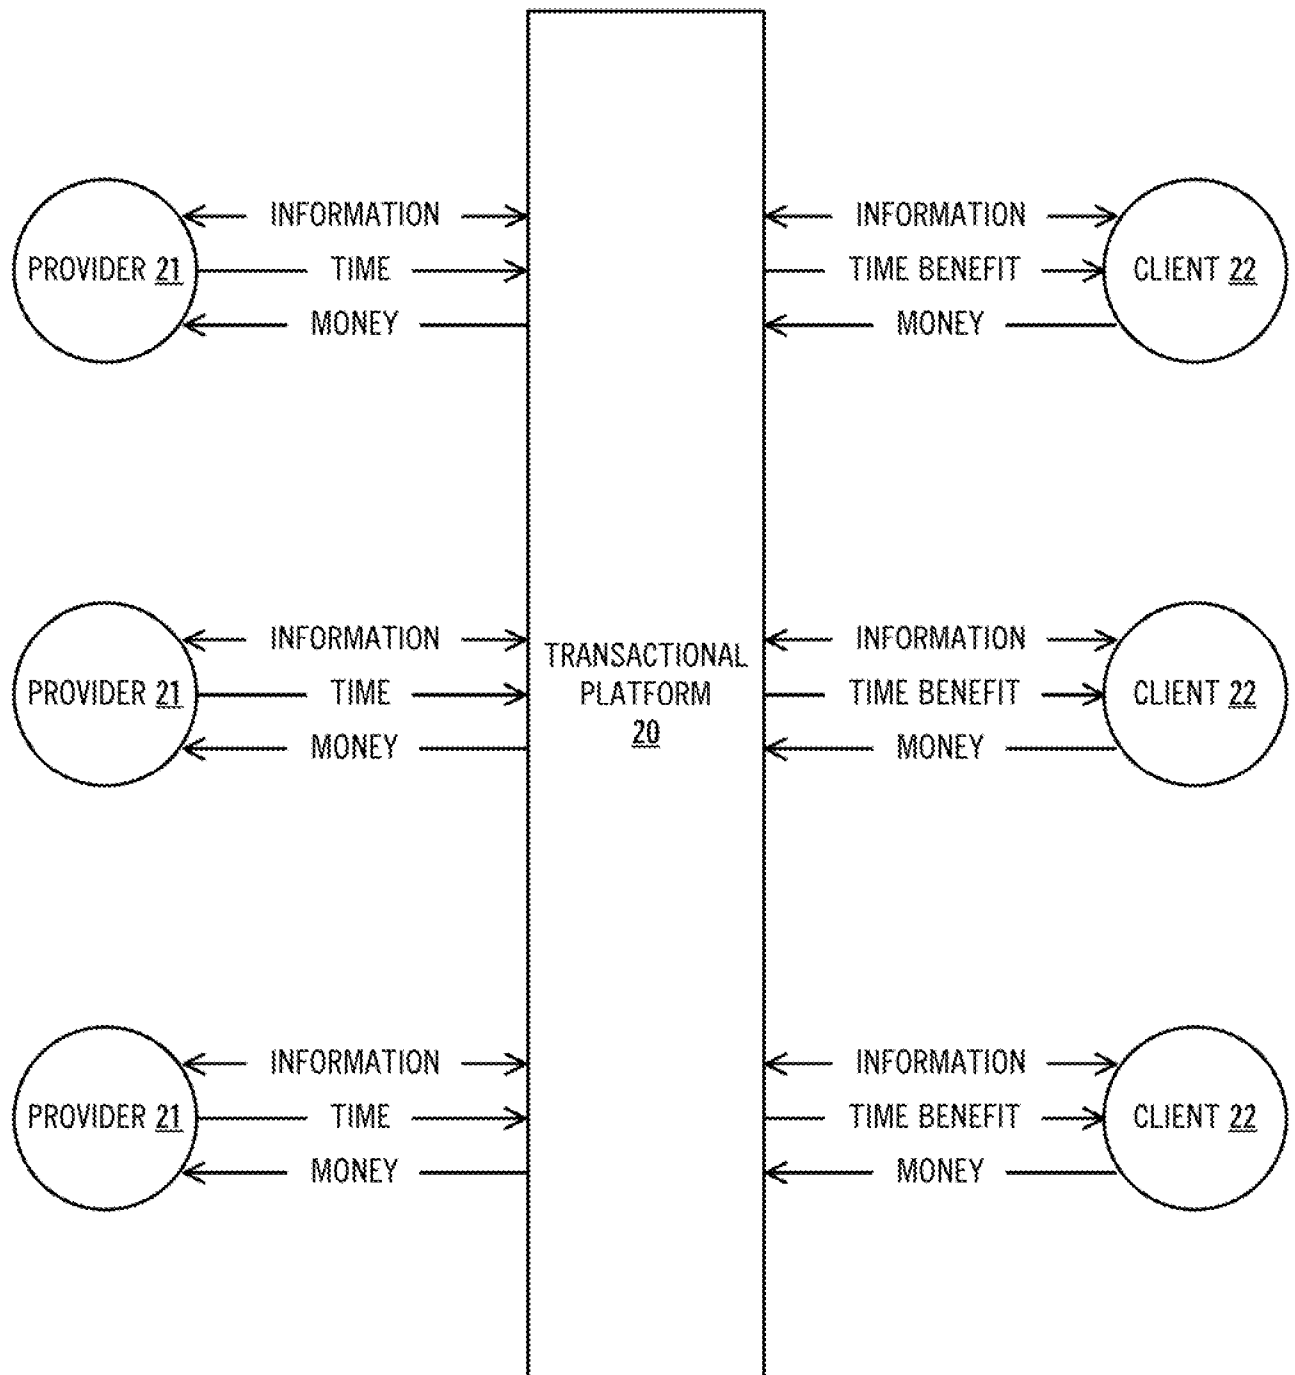 INFORMATION
PROVIDER 21
TIME
MONEY
INFORMATION
TIME BENEFIT
CLIENT 22
MONEY
INFORMATION
PROVIDER 21
TIME
MONEY
TRANSACTIONAL
PLATFORM
20
INFORMATION
TIME BENEFIT
CLIENT 22
MONEY
INFORMATION
PROVIDER 21
TIME
MONEY
INFORMATION
TIME BENEFIT
CLIENT 22
MONEY